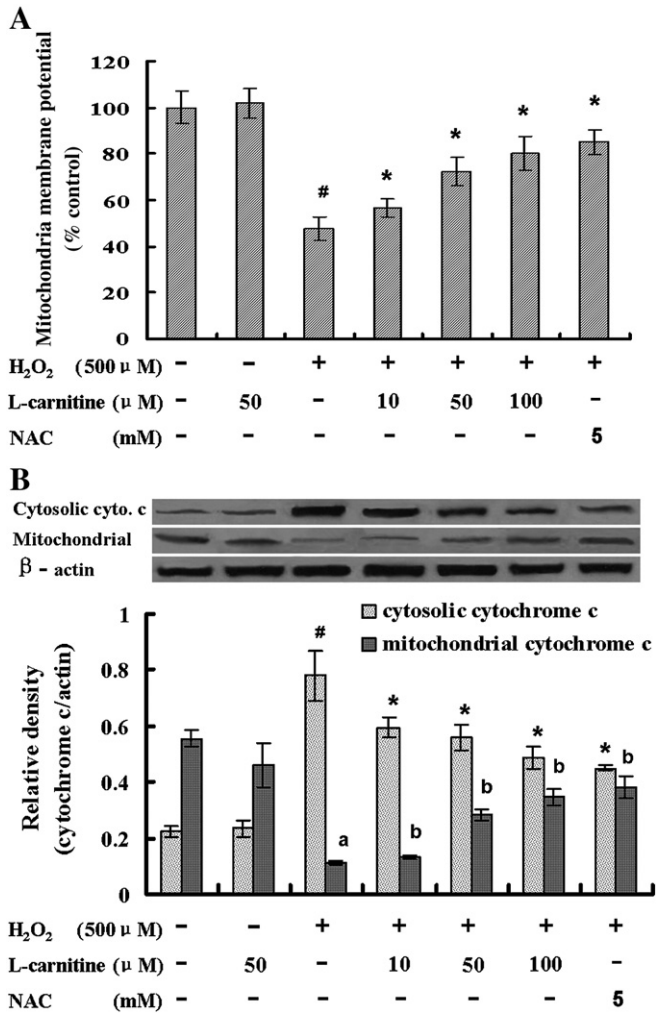 A
Mitochondria membrane potential
(% control)
120
100
80
60
40
20
0
#
*
*
*
*
H₂O₂ (500 μ M) – – + + + + +
L-carnitine (μ M) – 50 – 10 50 100 –
NAC (mM) – – – – – – 5
B
Cytosolic cyto. c
Mitochondrial
β - actin
Relative density
(cytochrome c/actin)
1
0.8
0.6
0.4
0.2
0
cytosolic cytochrome c
mitochondrial cytochrome c
#
a
*
b
*
b
*
b
*
b
H₂O₂ (500 μ M) – – + + + + +
L-carnitine (μ M) – 50 – 10 50 100 –
NAC (mM) – – – – – – 5